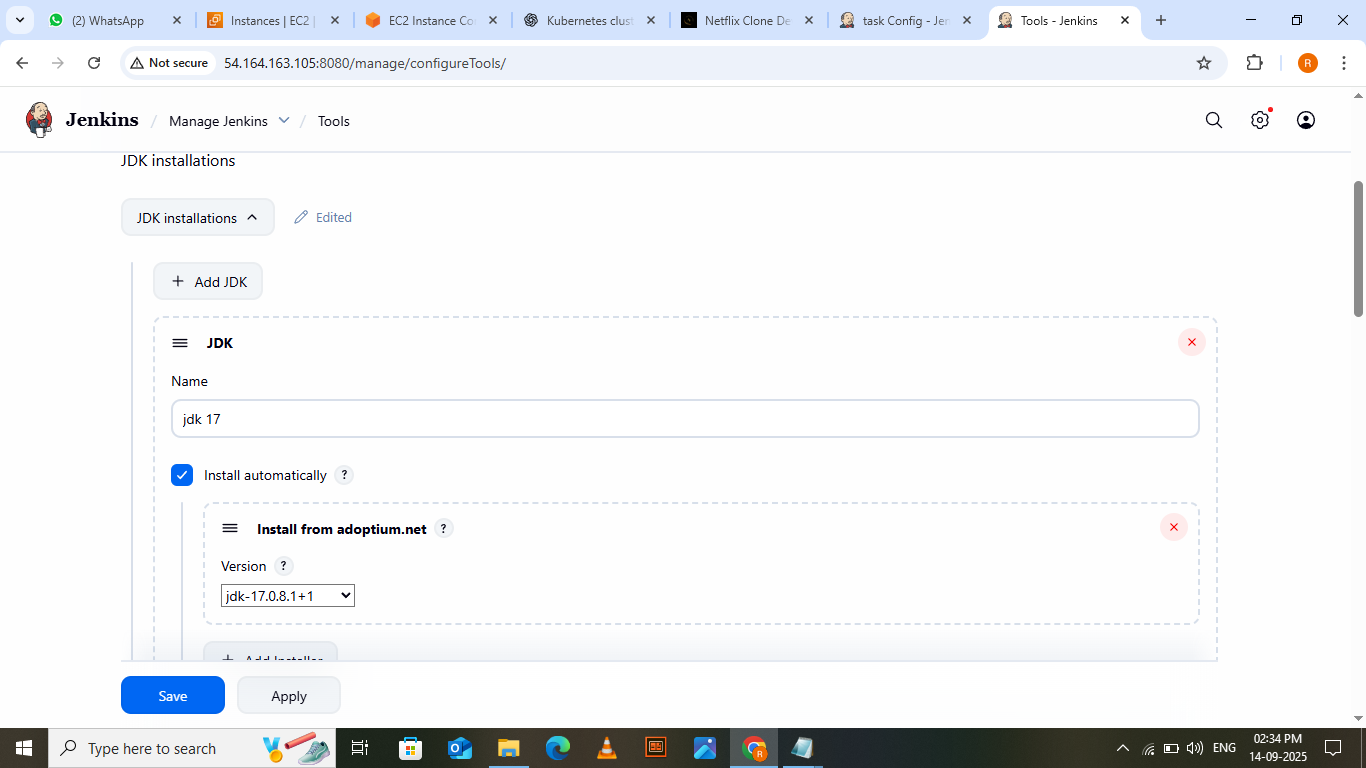 (2) WhatsApp
Instances | EC2 |
EC2 Instance Co
Kubernetes clust
Netflix Clone De
task Config - Jen
Tools - Jenkins
Not secure
54.164.163.105:8080/manage/configureTools/
R
Jenkins / Manage Jenkins / Tools
JDK installations
JDK installations
Edited
+ Add JDK
JDK
Name
jdk 17
Install automatically ?
Install from adoptium.net ?
Version ?
jdk-17.0.8.1+1
+ Add Installer
Save
Apply
Type here to search
R
ENG
02:34 PM
14-09-2025